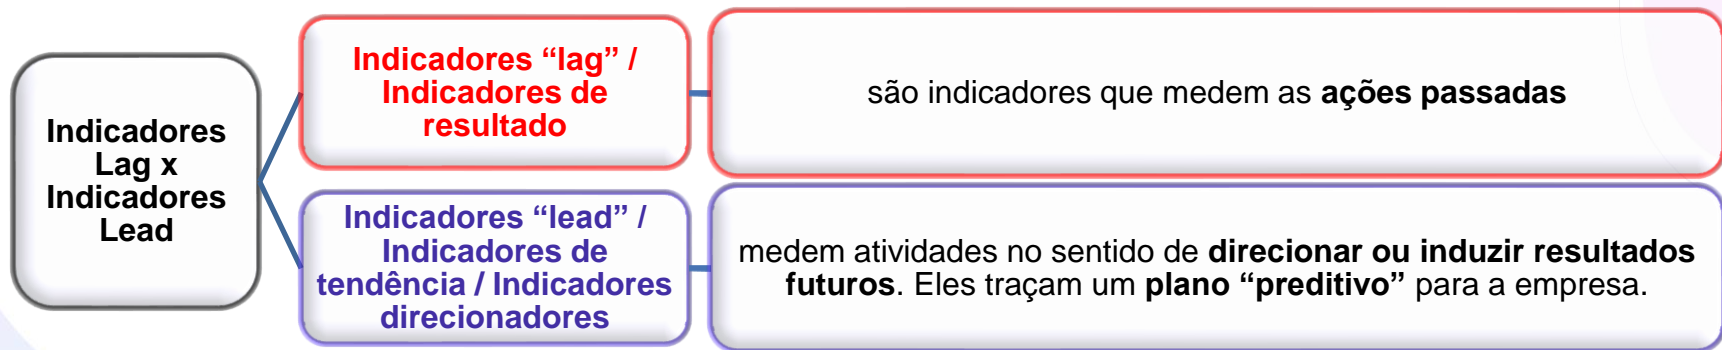 Indicadores
Lag x
Indicadores
Lead
Indicadores “lag” /
Indicadores de
resultado
são indicadores que medem as ações passadas
Indicadores “lead” /
Indicadores de
tendência / Indicadores
direcionadores
medem atividades no sentido de direcionar ou induzir resultados
futuros. Eles traçam um plano “preditivo” para a empresa.